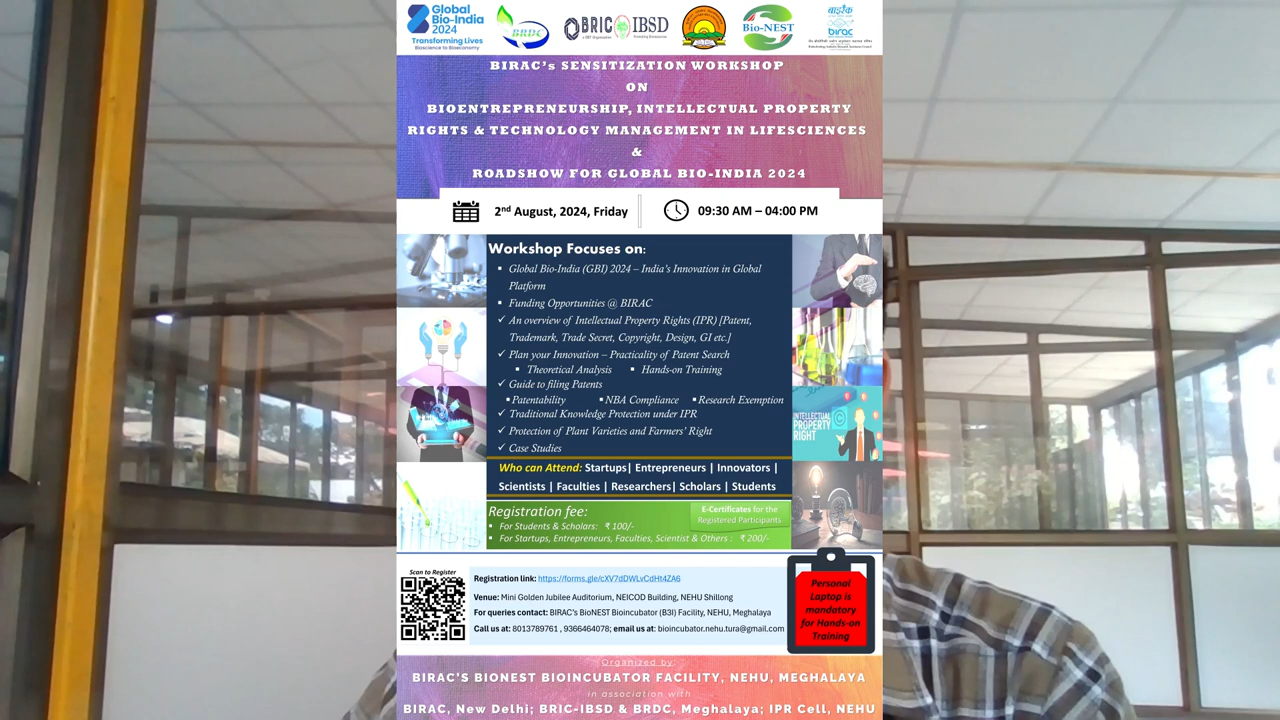 Global
Bio-India
2024
Transforming Lives
Bioscience to Bioeconomy
BRDC
BRIC IBSD
Bio-NEST
बाईरैक
birac
BIRAC's SENSITIZATION WORKSHOP
ON
BIOENTREPRENEURSHIP, INTELLECTUAL PROPERTY
RIGHTS & TECHNOLOGY MANAGEMENT IN LIFESCIENCES
&
ROADSHOW FOR GLOBAL BIO-INDIA 2024
2nd August, 2024, Friday
09:30 AM – 04:00 PM
Workshop Focuses on:
▪ Global Bio-India (GBI) 2024 – India's Innovation in Global
Platform
▪ Funding Opportunities @ BIRAC
✓ An overview of Intellectual Property Rights (IPR) [Patent,
Trademark, Trade Secret, Copyright, Design, GI etc.]
✓ Plan your Innovation – Practicality of Patent Search
▪ Theoretical Analysis ▪ Hands-on Training
✓ Guide to filing Patents
▪ Patentability ▪ NBA Compliance ▪ Research Exemption
✓ Traditional Knowledge Protection under IPR
✓ Protection of Plant Varieties and Farmers' Right
✓ Case Studies
INTELLECTUAL
PROPERTY
RIGHT
Who can Attend: Startups| Entrepreneurs | Innovators |
Scientists | Faculties | Researchers| Scholars | Students
Registration fee:
▪ For Students & Scholars: ₹ 100/-
▪ For Startups, Entrepreneurs, Faculties, Scientist & Others : ₹ 200/-
E-Certificates for the
Registered Participants
Scan to Register
Registration link: https://forms.gle/cXV7dDWLvCdHt4ZA6
Venue: Mini Golden Jubilee Auditorium, NEICOD Building, NEHU Shillong
For queries contact: BIRAC's BioNEST Bioincubator (B3I) Facility, NEHU, Meghalaya
Call us at: 8013789761 , 9366464078; email us at: bioincubator.nehu.tura@gmail.com
Personal
Laptop is
mandatory
for Hands-on
Training
Organized by:
BIRAC'S BIONEST BIOINCUBATOR FACILITY, NEHU, MEGHALAYA
in association with
BIRAC, New Delhi; BRIC-IBSD & BRDC, Meghalaya; IPR Cell, NEHU